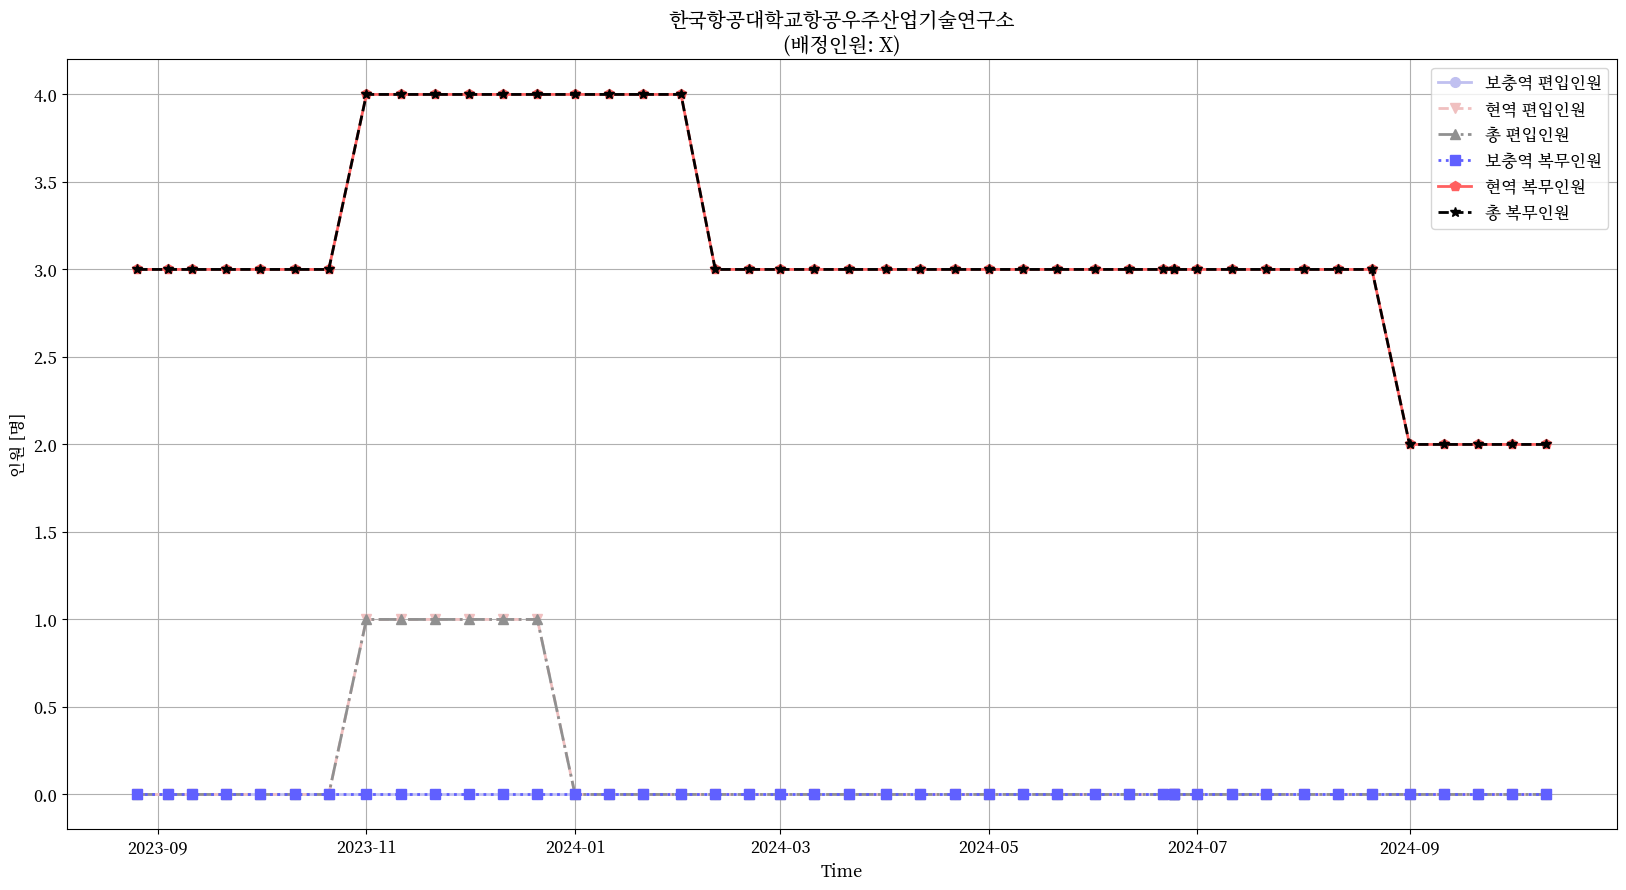 한국항공대학교항공우주산업기술연구소
(배정인원: X)
보충역 편입인원
현역 편입인원
총 편입인원
보충역 복무인원
현역 복무인원
총 복무인원
4.0
3.5
3.0
2.5
2.0
1.5
1.0
0.5
0.0
인원 [명]
2023-09
2023-11
2024-01
2024-03
2024-05
2024-07
2024-09
Time